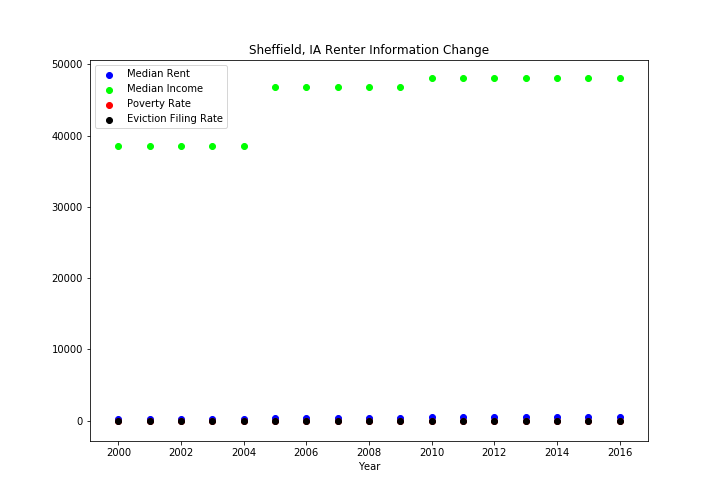 Sheffield, IA Renter Information Change
50000
40000
30000
20000
10000
0
Median Rent
Median Income
Poverty Rate
Eviction Filing Rate
2000 2002 2004 2006 2008 2010 2012 2014 2016
Year